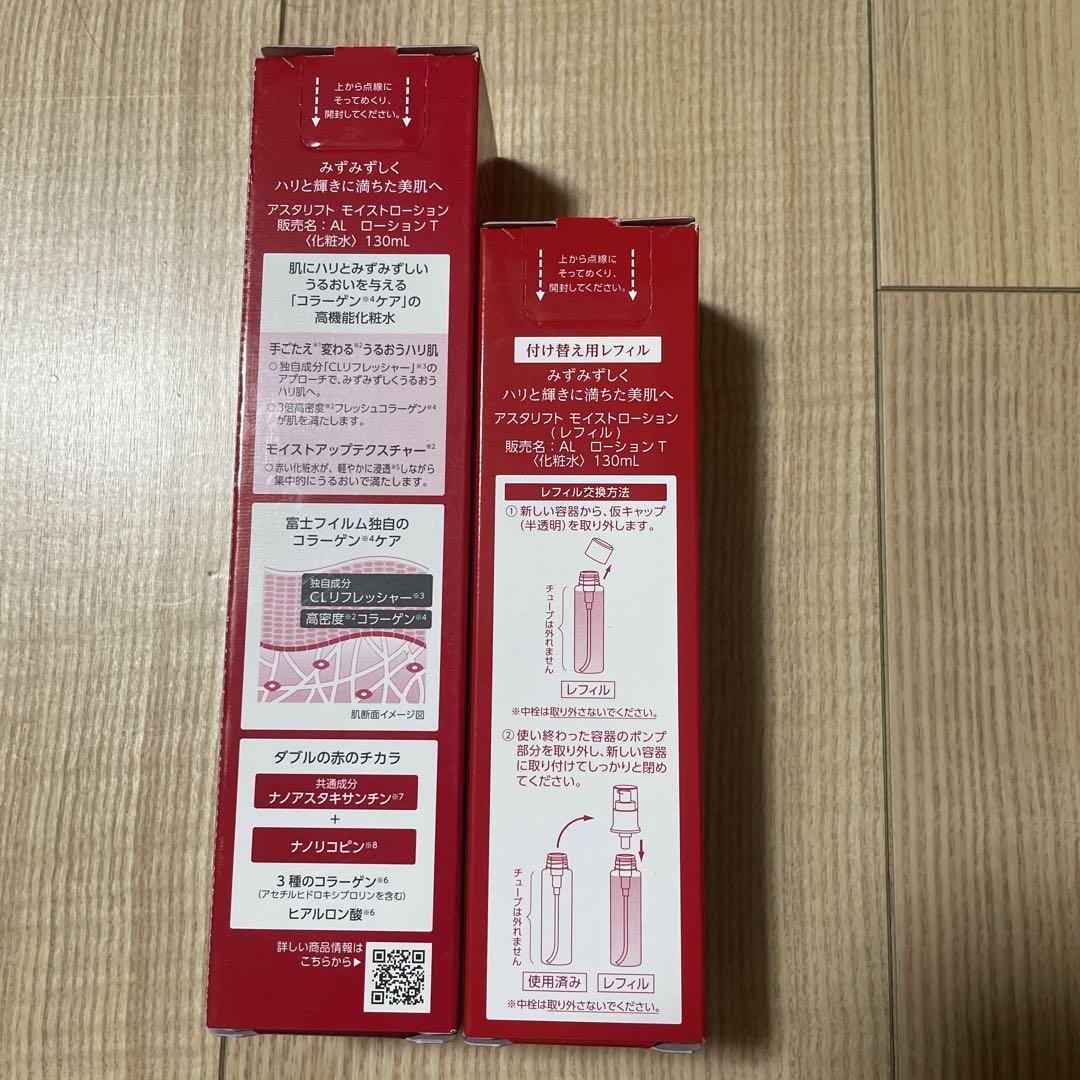 上から点線に
そってめくり、
開封してください。
みずみずしく
ハリと輝きに満ちた美肌へ
アスタリフト モイストローション
販売名：AL ローションT
〈化粧水〉130mL
肌にハリとみずみずしい
うるおいを与える
「コラーゲン※4ケア」の
高機能化粧水
手ごたえ※1変わる※2うるおうハリ肌
○独自成分「CLリフレッシャー」※3の
アプローチで、みずみずしくうるおう
ハリ肌へ。
○3倍高密度※2フレッシュコラーゲン※4
が肌を満たします。
モイストアップテクスチャー※2
○赤い化粧水が、軽やかに浸透※5しながら
集中的にうるおいで満たします。
富士フイルム独自の
コラーゲン※4ケア
独自成分
CLリフレッシャー※3
高密度※2コラーゲン※4
肌断面イメージ図
ダブルの赤のチカラ
共通成分
ナノアスタキサンチン※7
+
ナノリコピン※8
3種のコラーゲン※6
(アセチルヒドロキシプロリンを含む)
ヒアルロン酸※6
詳しい商品情報は
こちらから▶
上から点線に
そってめくり、
開封してください。
付け替え用レフィル
みずみずしく
ハリと輝きに満ちた美肌へ
アスタリフト モイストローション
(レフィル)
販売名：AL ローションT
〈化粧水〉130mL
レフィル交換方法
①新しい容器から、仮キャップ
(半透明)を取り外します。
チューブは外れません
レフィル
※中栓は取り外さないでください。
②使い終わった容器のポンプ
部分を取り外し、新しい容器
に取り付けてしっかりと閉め
てください。
チューブは外れません
使用済み
レフィル
※中栓は取り外さないでください。